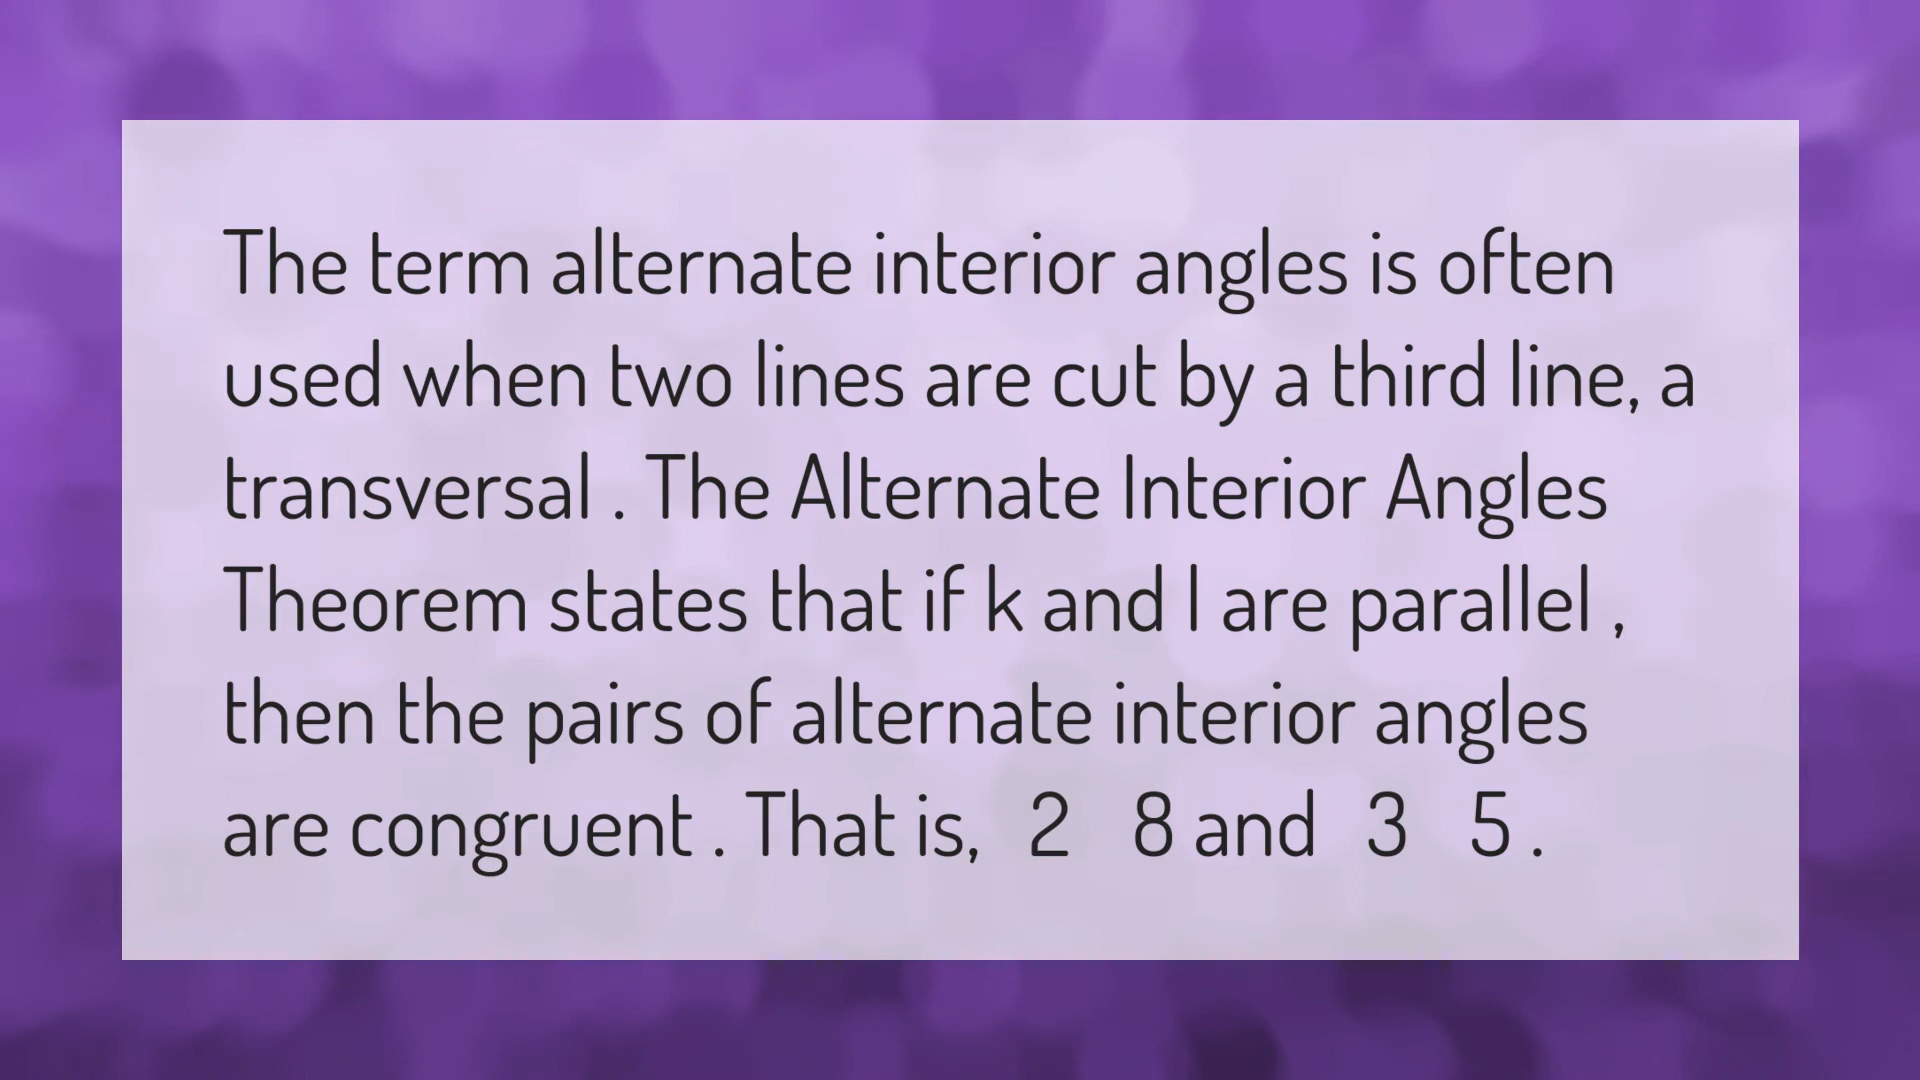 The term alternate interior angles is often
used when two lines are cut by a third line, a
transversal . The Alternate Interior Angles
Theorem states that if k and l are parallel ,
then the pairs of alternate interior angles
are congruent . That is, 2 8 and 3 5 .